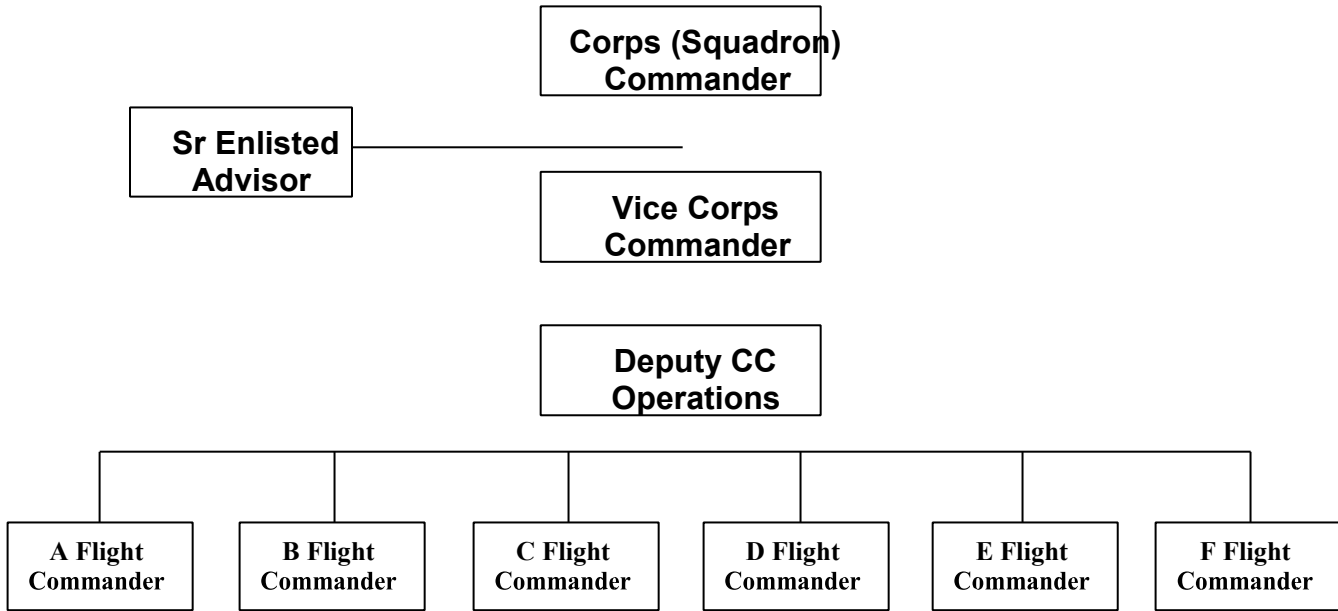 Corps (Squadron)
Commander
Sr Enlisted
Advisor
Vice Corps
Commander
Deputy CC
Operations
A Flight
Commander
B Flight
Commander
C Flight
Commander
D Flight
Commander
E Flight
Commander
F Flight
Commander